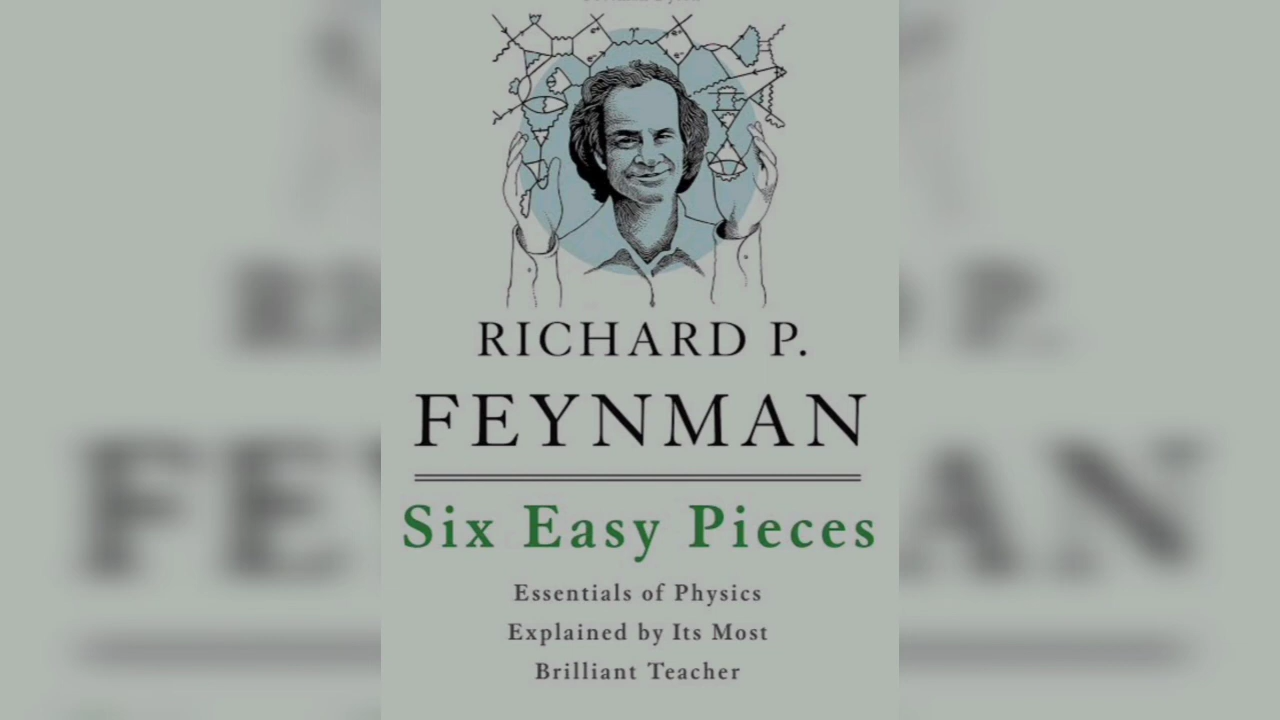 RICHARD P.
FEYNMAN
Six Easy Pieces
Essentials of Physics
Explained by Its Most
Brilliant Teacher